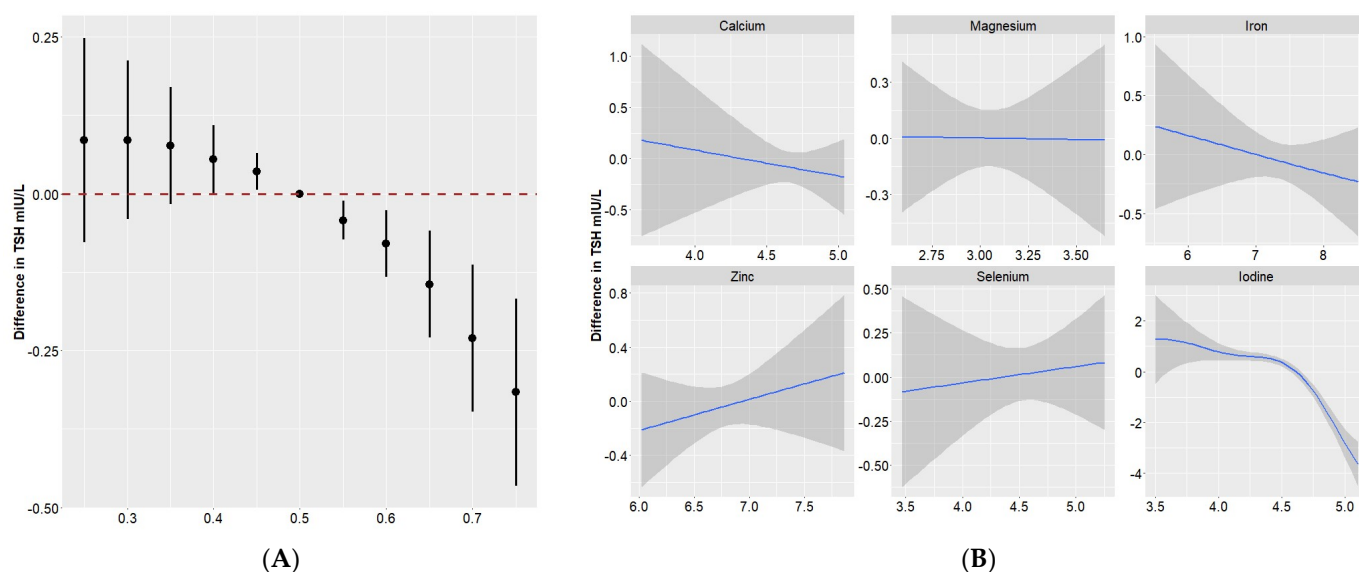 Difference in TSH mIU/L
0.25
0.00
-0.25
-0.50
0.3 0.4 0.5 0.6 0.7
(A)
Difference in TSH mIU/L
Calcium
1.0
0.5
0.0
-0.5
4.0 4.5 5.0
Magnesium
0.3
0.0
-0.3
2.75 3.00 3.25 3.50
Iron
1.0
0.5
0.0
-0.5
6 7 8
Zinc
0.8
0.4
0.0
-0.4
6.0 6.5 7.0 7.5
Selenium
0.50
0.25
0.00
-0.25
-0.50
3.5 4.0 4.5 5.0
Iodine
2
0
-2
-4
3.5 4.0 4.5 5.0
(B)